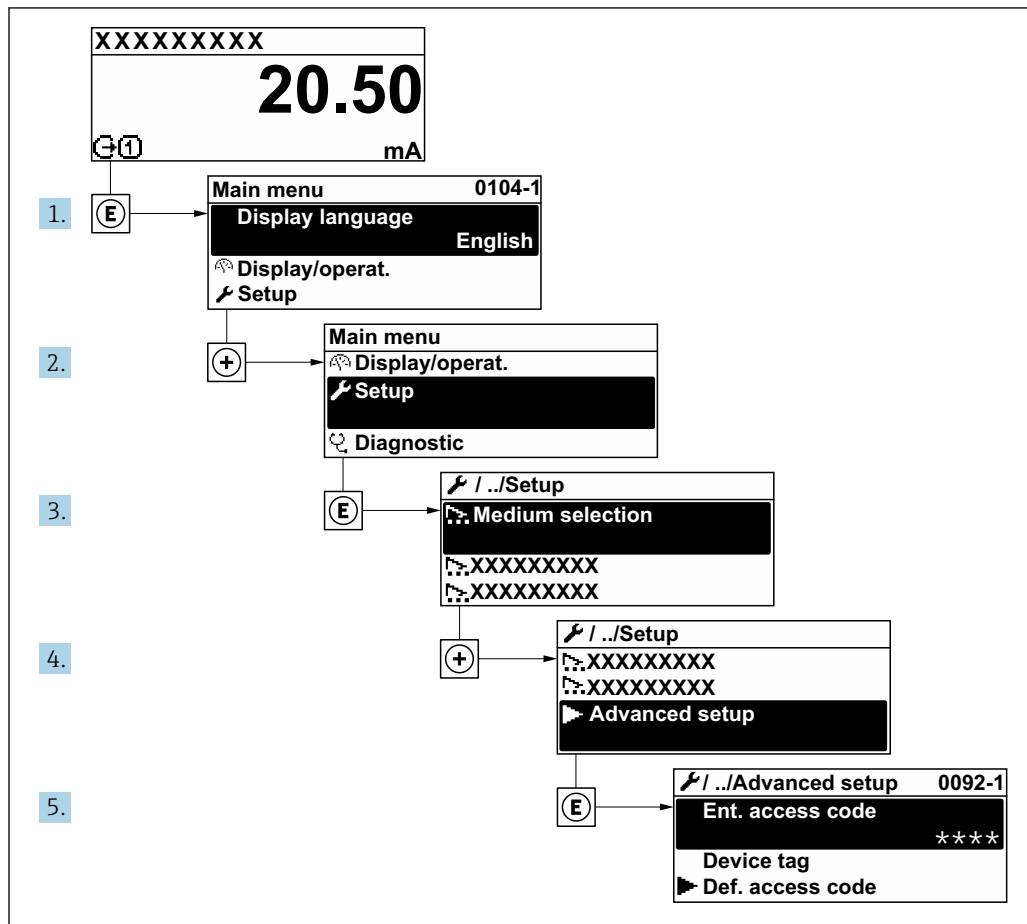 XXXXXXXXX
20.50
1 mA
1. E
Main menu 0104-1
Display language
English
Display/operat.
Setup
2. +
Main menu
Display/operat.
Setup
Diagnostic
3. E
/ ../Setup
Medium selection
XXXXXXXXX
XXXXXXXXX
4. +
/ ../Setup
XXXXXXXXX
XXXXXXXXX
Advanced setup
5. E
/ ../Advanced setup 0092-1
Ent. access code
****
Device tag
Def. access code